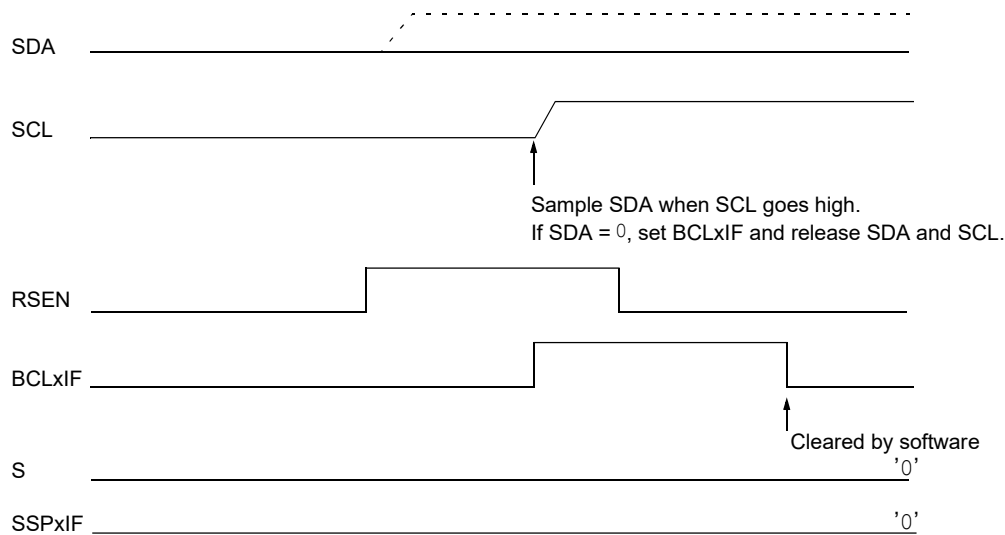 SDA
SCL
Sample SDA when SCL goes high.
If SDA = 0, set BCLxIF and release SDA and SCL.
RSEN
BCLxIF
Cleared by software
S
'0'
SSPxIF
'0'